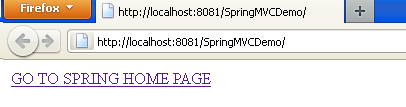 Firefox
http://localhost:8081/SpringMVCDemo/
http://localhost:8081/SpringMVCDemo/
GO TO SPRING HOME PAGE